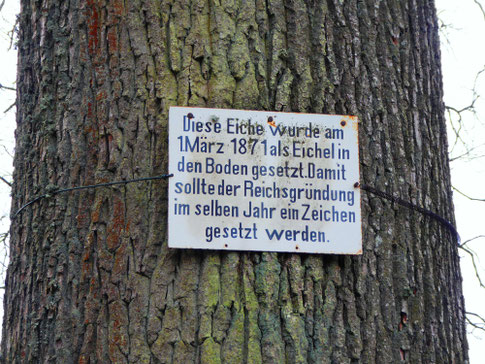 Diese Eiche wurde am
1.März 1871 als Eichel in
den Boden gesetzt.Damit
sollte der Reichsgründung
im selben Jahr ein Zeichen
gesetzt werden.